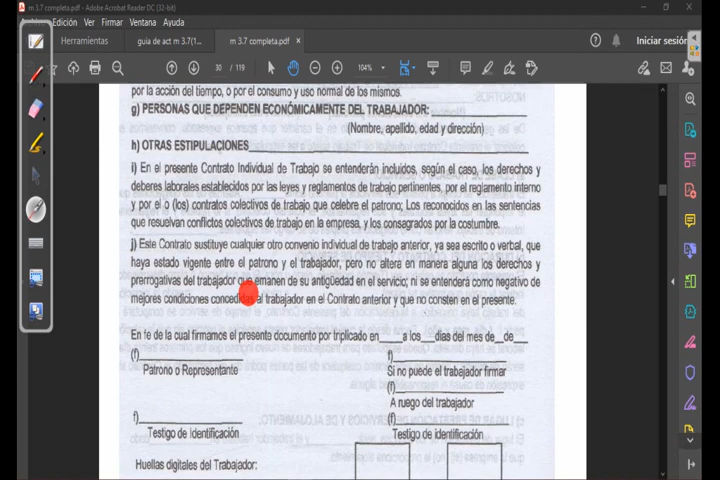 m 3.7 completa.pdf - Adobe Acrobat Reader DC (32-bit)
Edición Ver Firmar Ventana Ayuda
Herramientas guia de act m 3.7(1... m 3.7 completa.pdf × Iniciar sesión
30 / 119 104%
por la acción del tiempo, o por el consumo y uso normal de los mismos.
g) PERSONAS QUE DEPENDEN ECONÓMICAMENTE DEL TRABAJADOR:
(Nombre, apellido, edad y dirección)
h) OTRAS ESTIPULACIONES
i) En el presente Contrato Individual de Trabajo se entenderán incluidos, según el caso, los derechos y
deberes laborales establecidos por las leyes y reglamentos de trabajo pertinentes, por el reglamento interno
y por el o (los) contratos colectivos de trabajo que celebre el patrono; Los reconocidos en las sentencias
que resuelvan conflictos colectivos de trabajo en la empresa, y los consagrados por la costumbre.
j) Este Contrato sustituye cualquier otro convenio individual de trabajo anterior, ya sea escrito o verbal, que
haya estado vigente entre el patrono y el trabajador, pero no altera en manera alguna los derechos y
prerrogativas del trabajador que emanen de su antigüedad en el servicio; ni se entenderá como negativo de
mejores condiciones concedidas al trabajador en el Contrato anterior y que no consten en el presente.
En fe de la cual firmamos el presente documento por triplicado en____a los___días del mes de__de___
(f)
Patrono o Representante
f)
Si no puede el trabajador firmar
(f)
A ruego del trabajador
f)
Testigo de Identificación
(f)
Testigo de identificación
Huellas digitales del Trabajador: